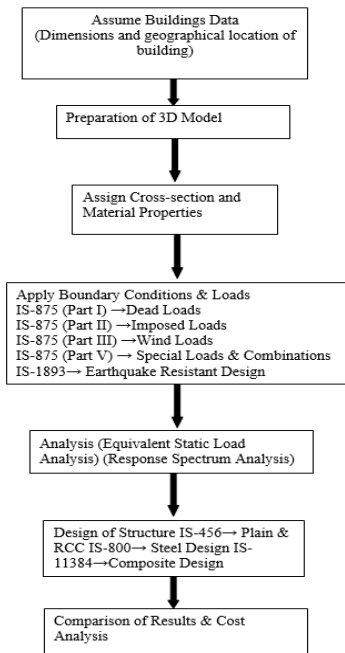 Assume Buildings Data
(Dimensions and geographical location of
building)
Preparation of 3D Model
Assign Cross-section and
Material Properties
Apply Boundary Conditions & Loads
IS-875 (Part I) →Dead Loads
IS-875 (Part II) →Imposed Loads
IS-875 (Part III) →Wind Loads
IS-875 (Part V) → Special Loads & Combinations
IS-1893→ Earthquake Resistant Design
Analysis (Equivalent Static Load
Analysis) (Response Spectrum Analysis)
Design of Structure IS-456→ Plain &
RCC IS-800→ Steel Design IS-
11384→Composite Design
Comparison of Results & Cost
Analysis